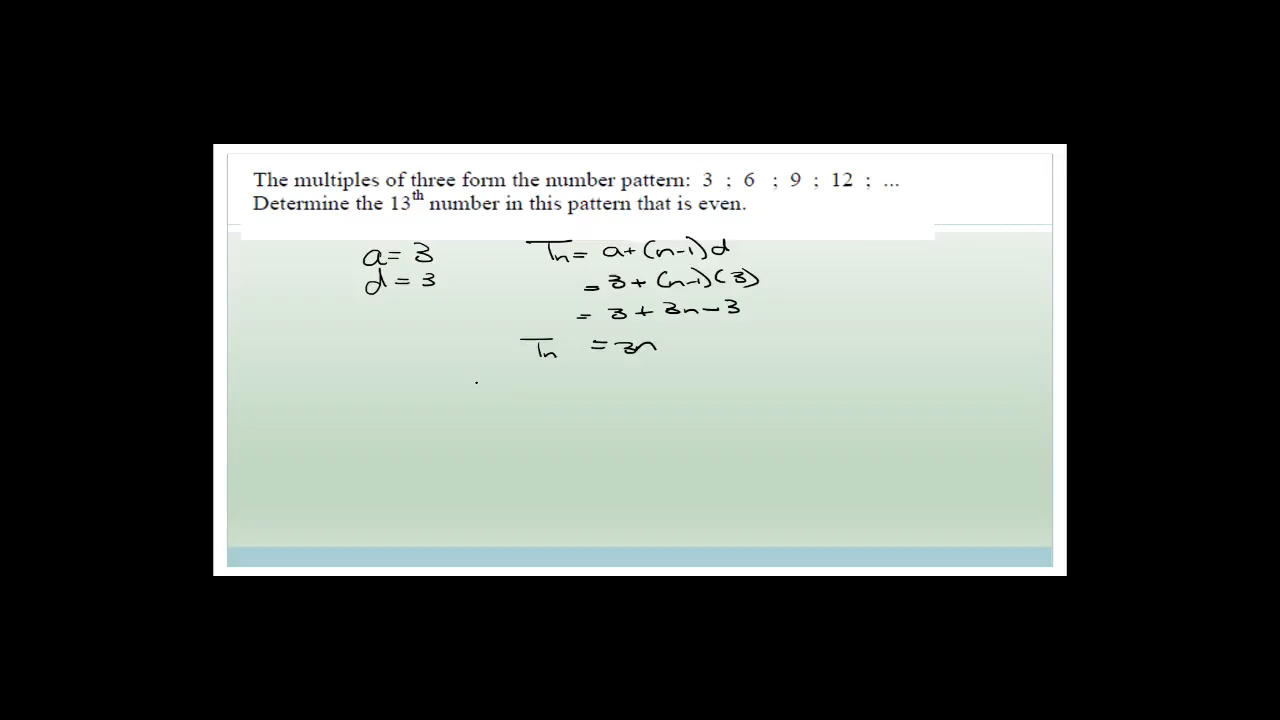 The multiples of three form the number pattern: 3 ; 6 ; 9 ; 12 ; ...
Determine the 13th number in this pattern that is even.
a = 3 Tn = a + (n-1)d
d = 3 = 3 + (n-1)(3)
= 3 + 3n - 3
Tn = 3n